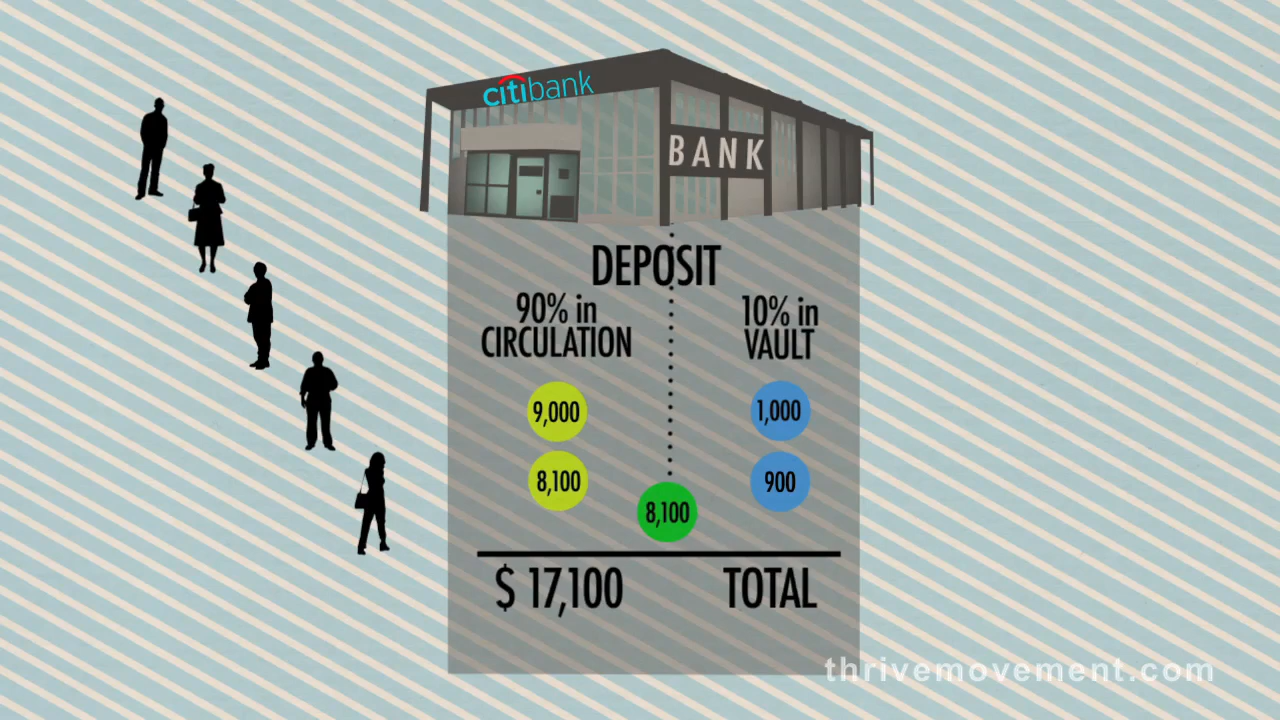 citibank
BANK
DEPOSIT
90% in
CIRCULATION
10% in
VAULT
9,000
1,000
8,100
900
8,100
$ 17,100 TOTAL
thrivemovement.com